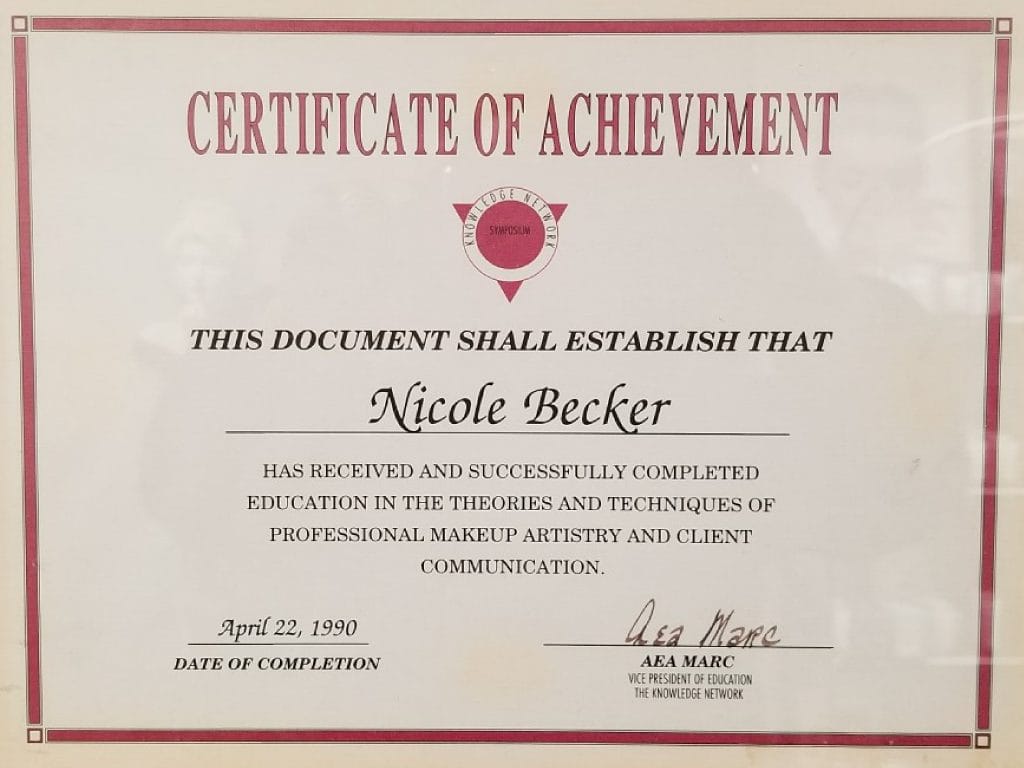 CERTIFICATE OF ACHIEVEMENT
KNOWLEDGE NETWORK
SYMPOSIUM
THIS DOCUMENT SHALL ESTABLISH THAT
Nicole Becker
HAS RECEIVED AND SUCCESSFULLY COMPLETED
EDUCATION IN THE THEORIES AND TECHNIQUES OF
PROFESSIONAL MAKEUP ARTISTRY AND CLIENT
COMMUNICATION.
April 22, 1990
DATE OF COMPLETION
Aea Marc
AEA MARC
VICE PRESIDENT OF EDUCATION
THE KNOWLEDGE NETWORK